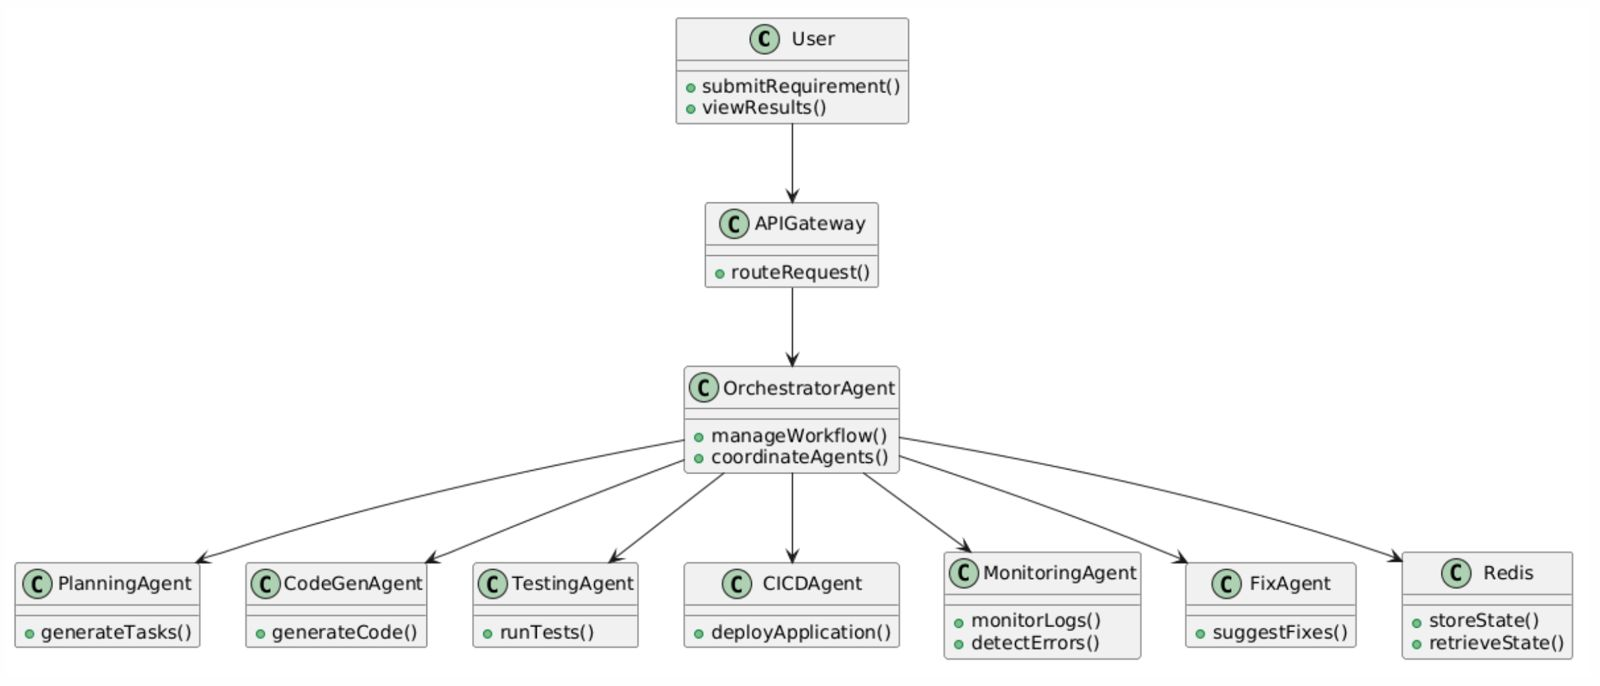 C User
submitRequirement()
viewResults()
C APIGateway
routeRequest()
C OrchestratorAgent
manageWorkflow()
coordinateAgents()
C PlanningAgent
generateTasks()
C CodeGenAgent
generateCode()
C TestingAgent
runTests()
C CICDAgent
deployApplication()
C MonitoringAgent
monitorLogs()
detectErrors()
C FixAgent
suggestFixes()
C Redis
storeState()
retrieveState()